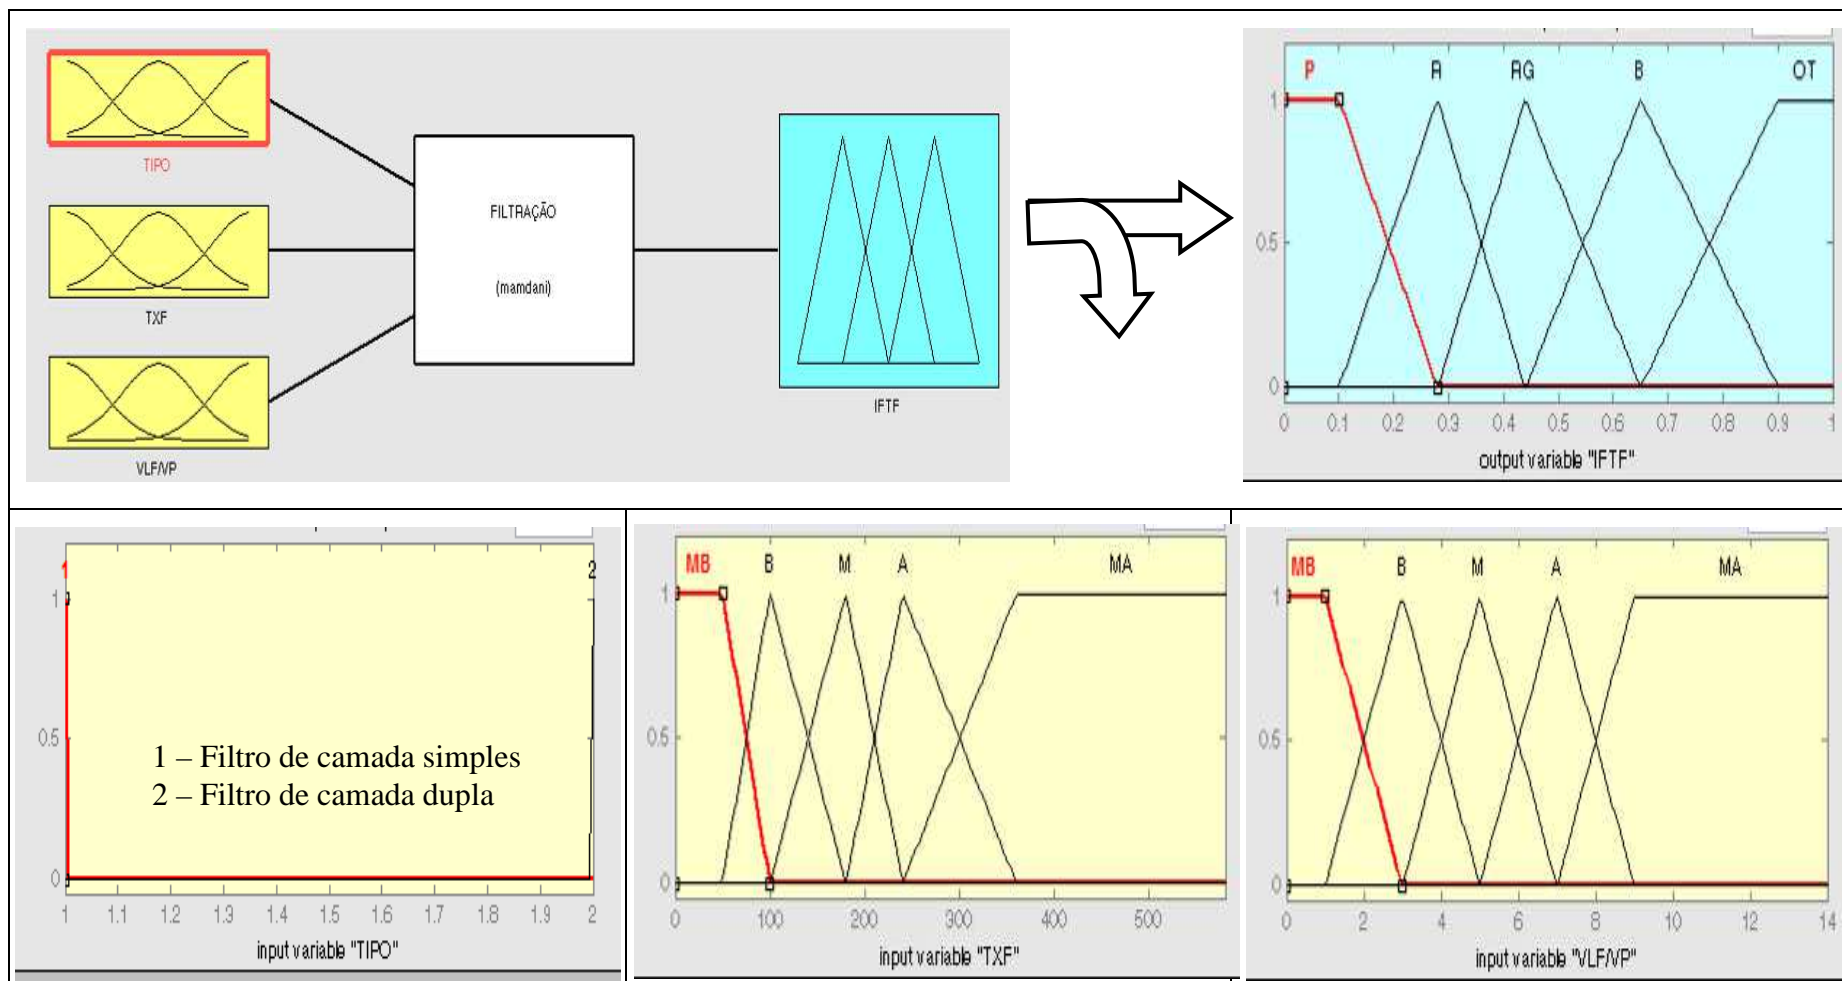 TIPO
TXF
VLF/VP
FILTRAÇÃO
(mamdani)
IFTF
P R RG B OT
1
0.5
0
0 0.1 0.2 0.3 0.4 0.5 0.6 0.7 0.8 0.9 1
output variable "IFTF"
1 2
1
0.5
0
1 – Filtro de camada simples
2 – Filtro de camada dupla
1 1.1 1.2 1.3 1.4 1.5 1.6 1.7 1.8 1.9 2
input variable "TIPO"
MB B M A MA
1
0.5
0
0 100 200 300 400 500
input variable "TXF"
MB B M A MA
1
0.5
0
0 2 4 6 8 10 12 14
input variable "VLF/VP"